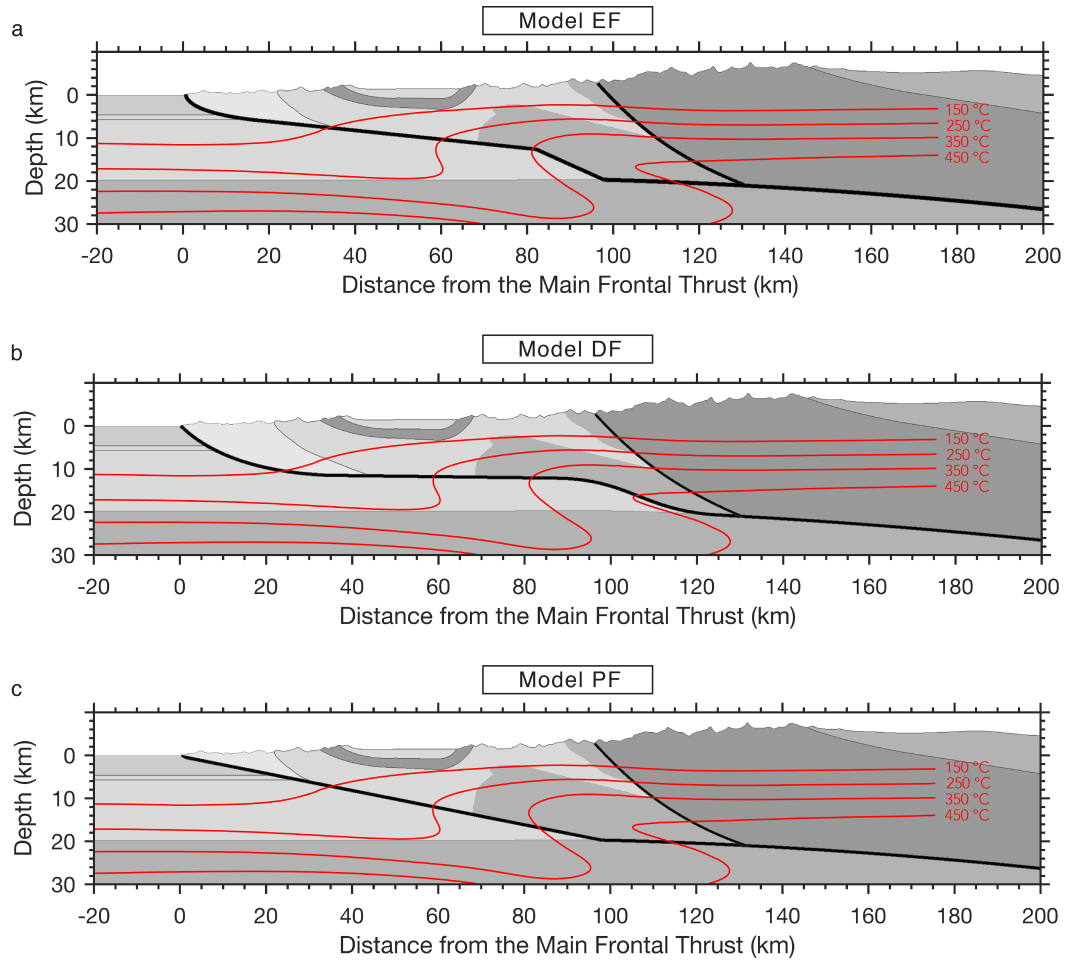 a
Model EF
0
10
20
30
Depth (km)
150 °C
250 °C
350 °C
450 °C
-20 0 20 40 60 80 100 120 140 160 180 200
Distance from the Main Frontal Thrust (km)
b
Model DF
0
10
20
30
Depth (km)
150 °C
250 °C
350 °C
450 °C
-20 0 20 40 60 80 100 120 140 160 180 200
Distance from the Main Frontal Thrust (km)
c
Model PF
0
10
20
30
Depth (km)
150 °C
250 °C
350 °C
450 °C
-20 0 20 40 60 80 100 120 140 160 180 200
Distance from the Main Frontal Thrust (km)